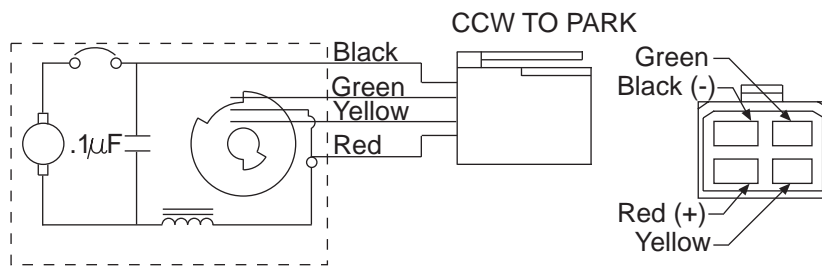 CCW TO PARK
Black
Green
Yellow
Red
.1µF
Green
Black (-)
Red (+)
Yellow